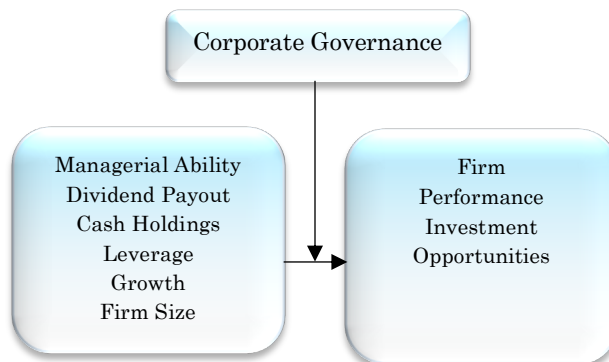 Corporate Governance
Managerial Ability
Dividend Payout
Cash Holdings
Leverage
Growth
Firm Size
Firm
Performance
Investment
Opportunities